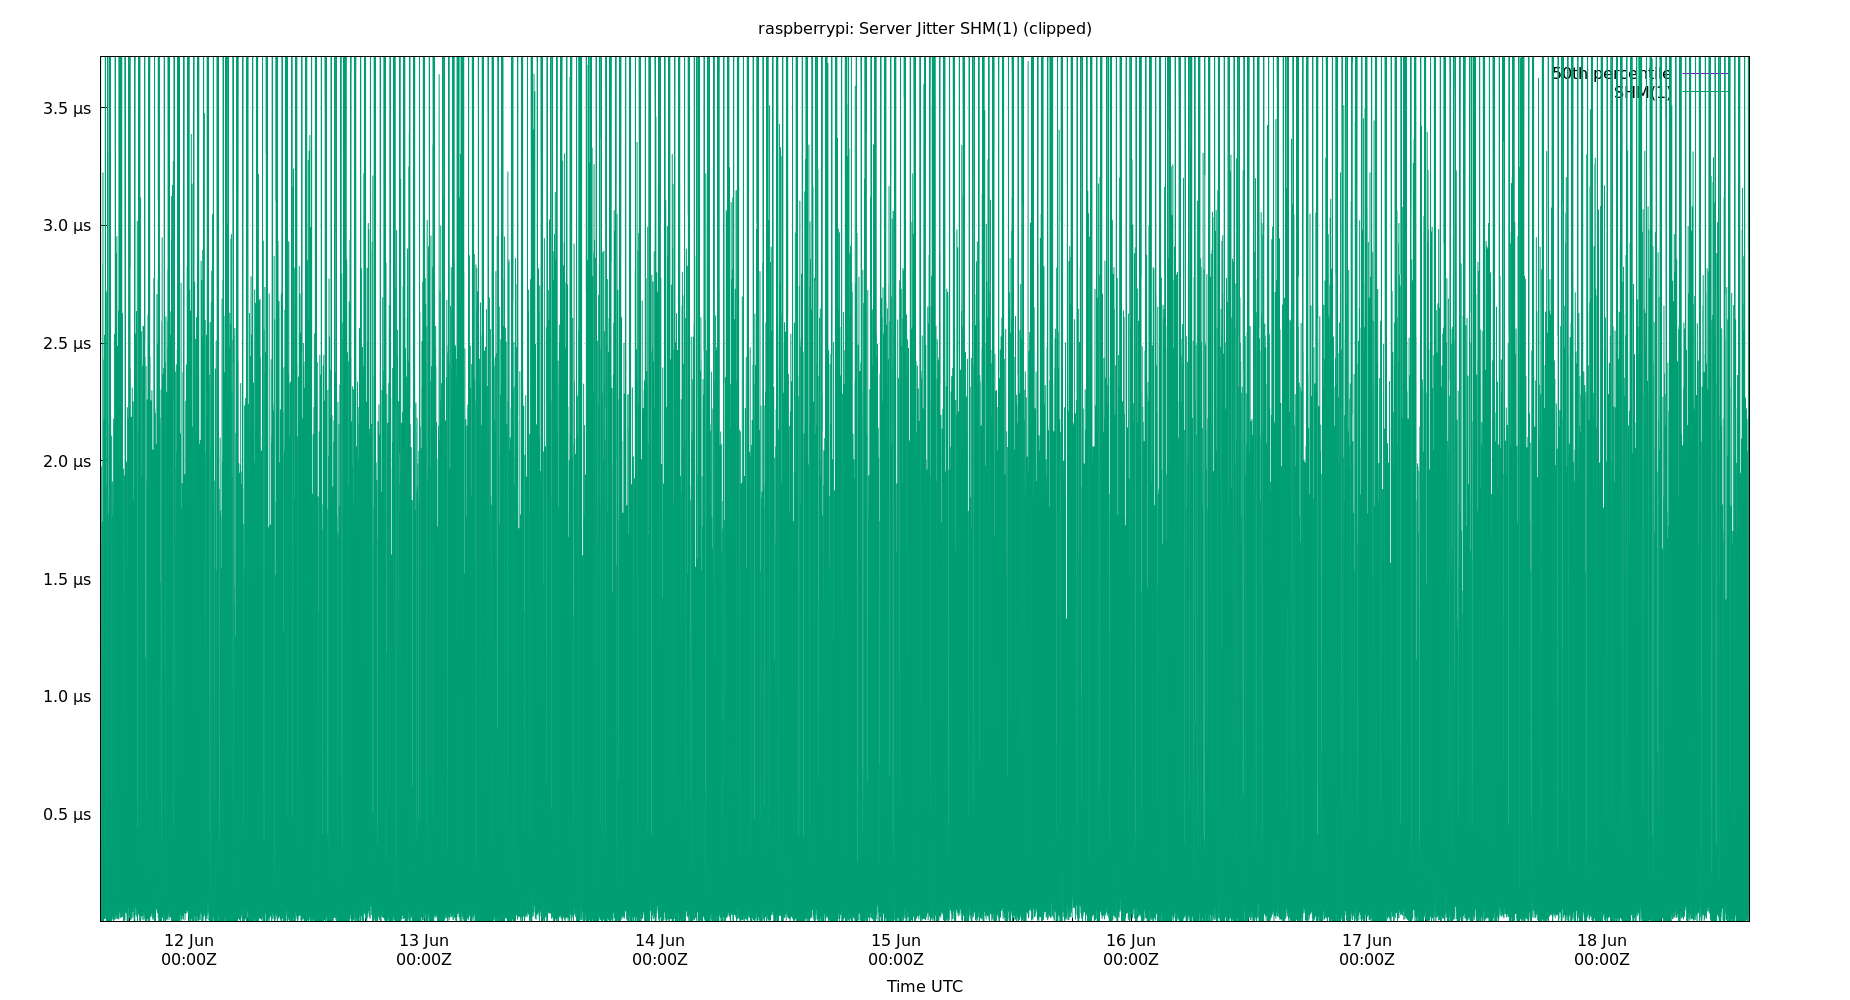 raspberrypi: Server Jitter SHM(1) (clipped)
50th percentile
SHM(1)
3.5 µs
3.0 µs
2.5 µs
2.0 µs
1.5 µs
1.0 µs
0.5 µs
12 Jun 13 Jun 14 Jun 15 Jun 16 Jun 17 Jun 18 Jun
00:00Z 00:00Z 00:00Z 00:00Z 00:00Z 00:00Z 00:00Z
Time UTC